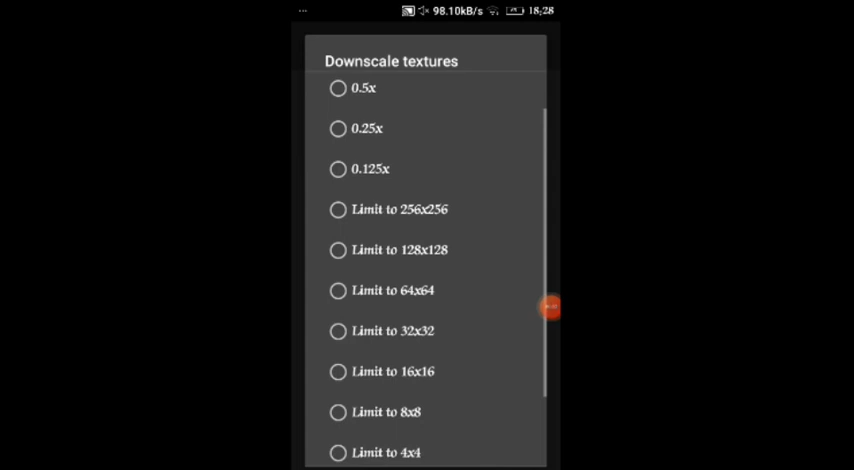 ... 98.10kB/s 18:28
Downscale textures
0.5x
0.25x
0.125x
Limit to 256x256
Limit to 128x128
Limit to 64x64
Limit to 32x32
Limit to 16x16
Limit to 8x8
Limit to 4x4